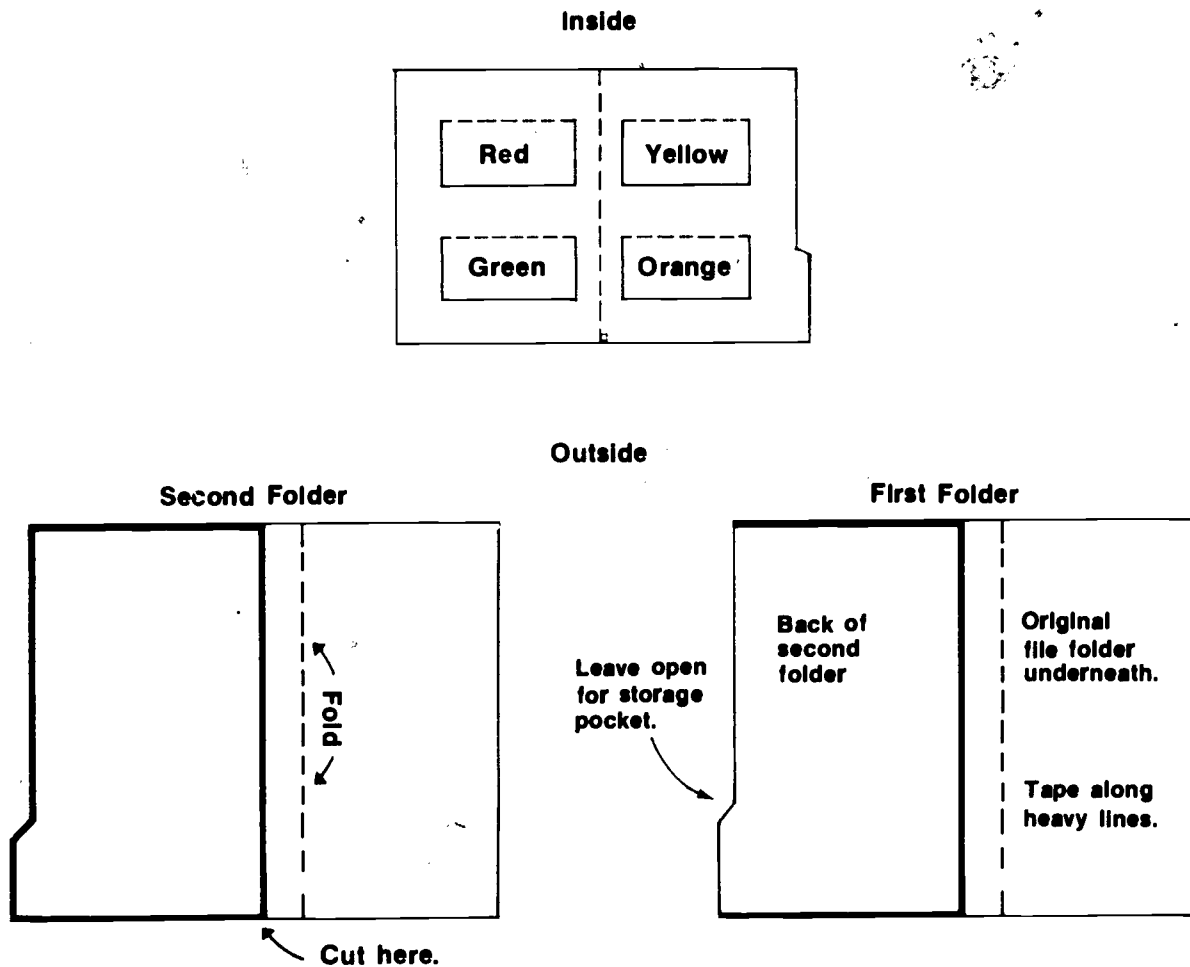 Inside
Red
Yellow
Green
Orange
Outside
Second Folder
First Folder
Fold
Cut here.
Leave open
for storage
pocket.
Back of
second
folder
Original
file folder
underneath.
Tape along
heavy lines.